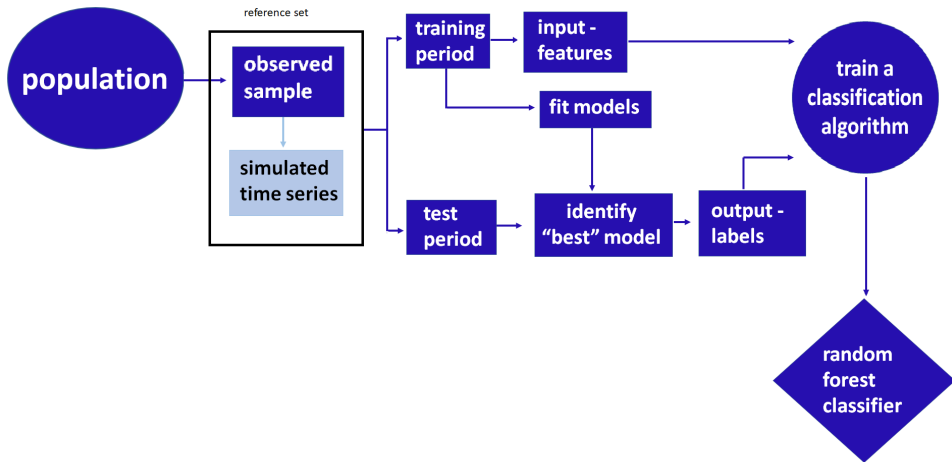 reference set
population
observed
sample
simulated
time series
training
period
input -
features
fit models
test
period
identify
“best” model
output -
labels
train a
classification
algorithm
random
forest
classifier